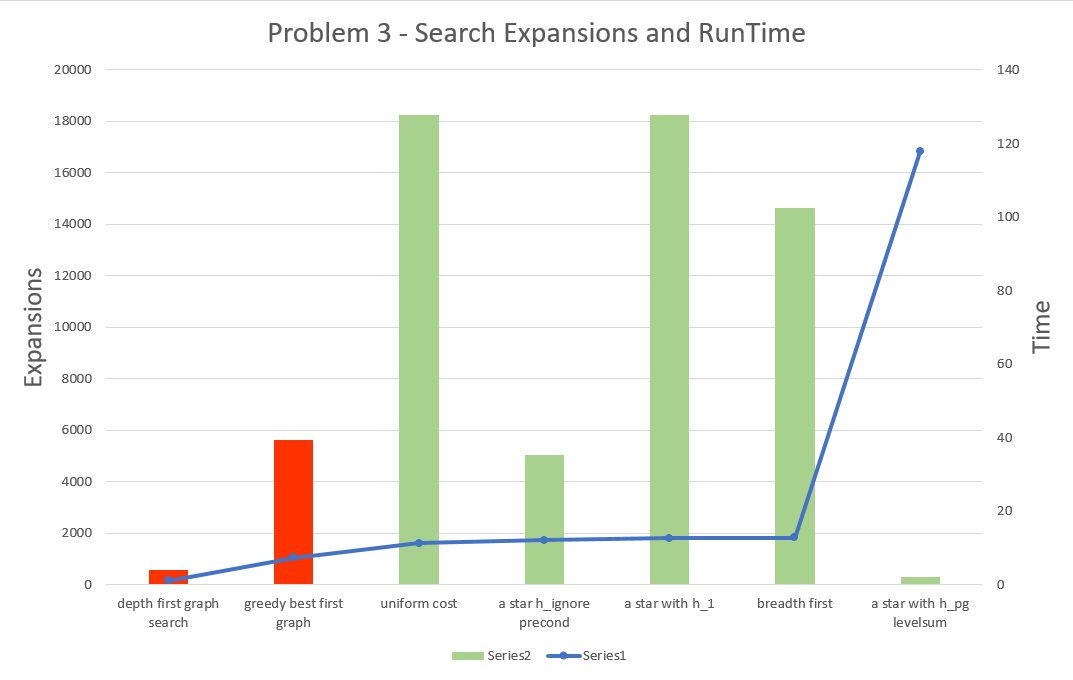 Problem 3 - Search Expansions and RunTime
20000
18000
16000
14000
12000
10000
8000
6000
4000
2000
0
Expansions
140
120
100
80
60
40
20
0
Time
depth first graph
search
greedy best first
graph
uniform cost
a star h_ignore
precond
a star with h_1
breadth first
a star with h_pg
levelsum
Series2
Series1